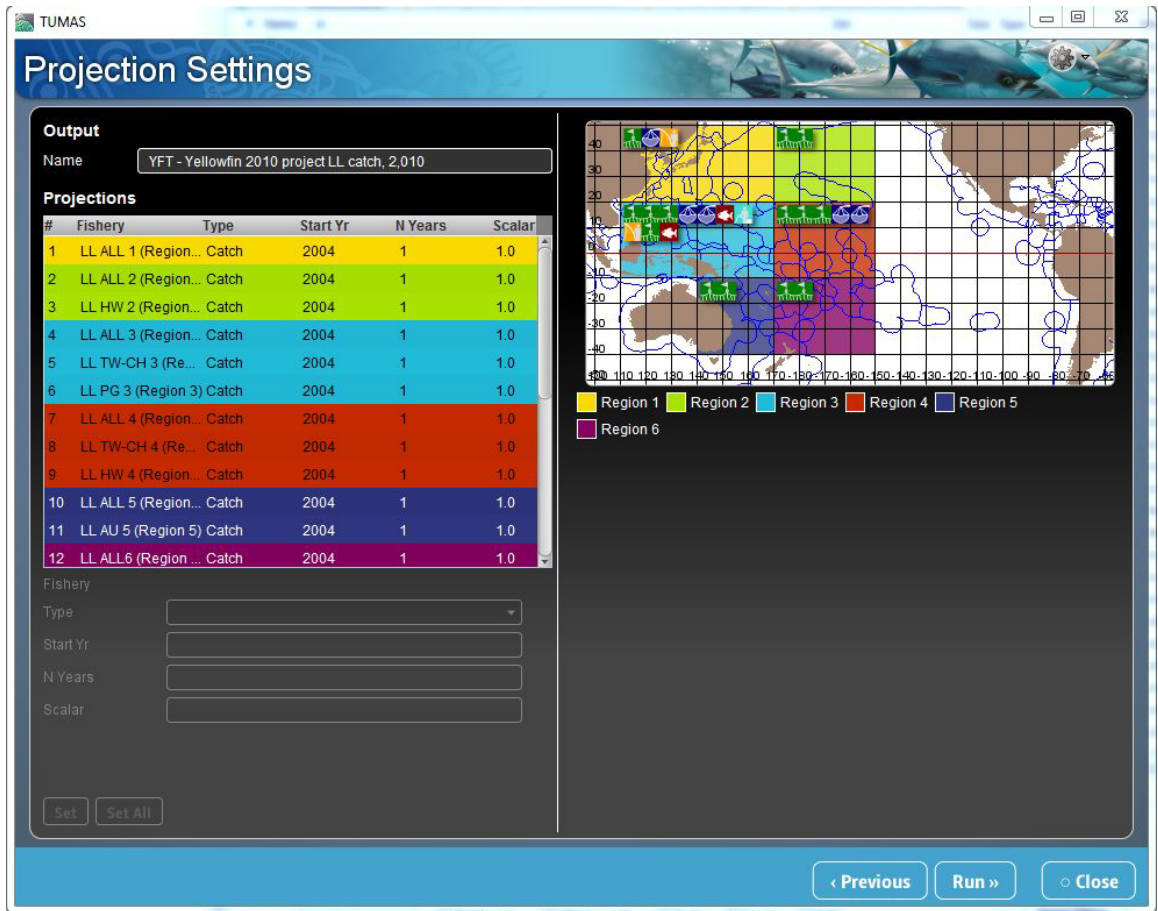 TUMAS
Projection Settings
Output
Name YFT - Yellowfin 2010 project LL catch, 2,010
Projections
# Fishery Type Start Yr N Years Scalar
1 LL ALL 1 (Region... Catch 2004 1 1.0
2 LL ALL 2 (Region... Catch 2004 1 1.0
3 LL HW 2 (Region... Catch 2004 1 1.0
4 LL ALL 3 (Region... Catch 2004 1 1.0
5 LL TW-CH 3 (Re... Catch 2004 1 1.0
6 LL PG 3 (Region 3) Catch 2004 1 1.0
7 LL ALL 4 (Region... Catch 2004 1 1.0
8 LL TW-CH 4 (Re... Catch 2004 1 1.0
9 LL HW 4 (Region... Catch 2004 1 1.0
10 LL ALL 5 (Region... Catch 2004 1 1.0
11 LL AU 5 (Region 5) Catch 2004 1 1.0
12 LL ALL6 (Region ... Catch 2004 1 1.0
Fishery
Type
Start Yr
N Years
Scalar
Set Set All
40
30
20
10
0
-10
-20
-30
-40
110 120 130 140 150 160 170 -170 -160 -150 -140 -130 -120 -110 -100 -90 -80 -70
Region 1 Region 2 Region 3 Region 4 Region 5
Region 6
‹ Previous Run » Close